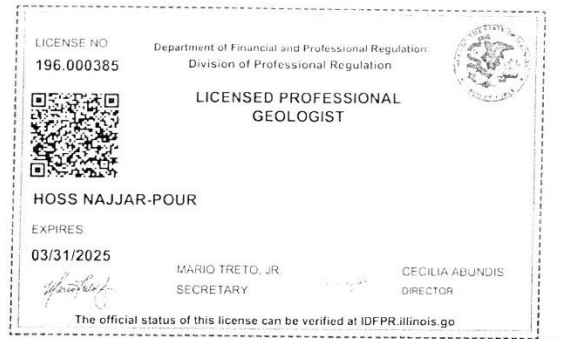 LICENSE NO.
196.000385
Department of Financial and Professional Regulation
Division of Professional Regulation
LICENSED PROFESSIONAL
GEOLOGIST
HOSS NAJJAR-POUR
EXPIRES
03/31/2025
MARIO TRETO, JR.
SECRETARY
CECILIA ABUNDIS
DIRECTOR
The official status of this license can be verified at IDFPR.illinois.go